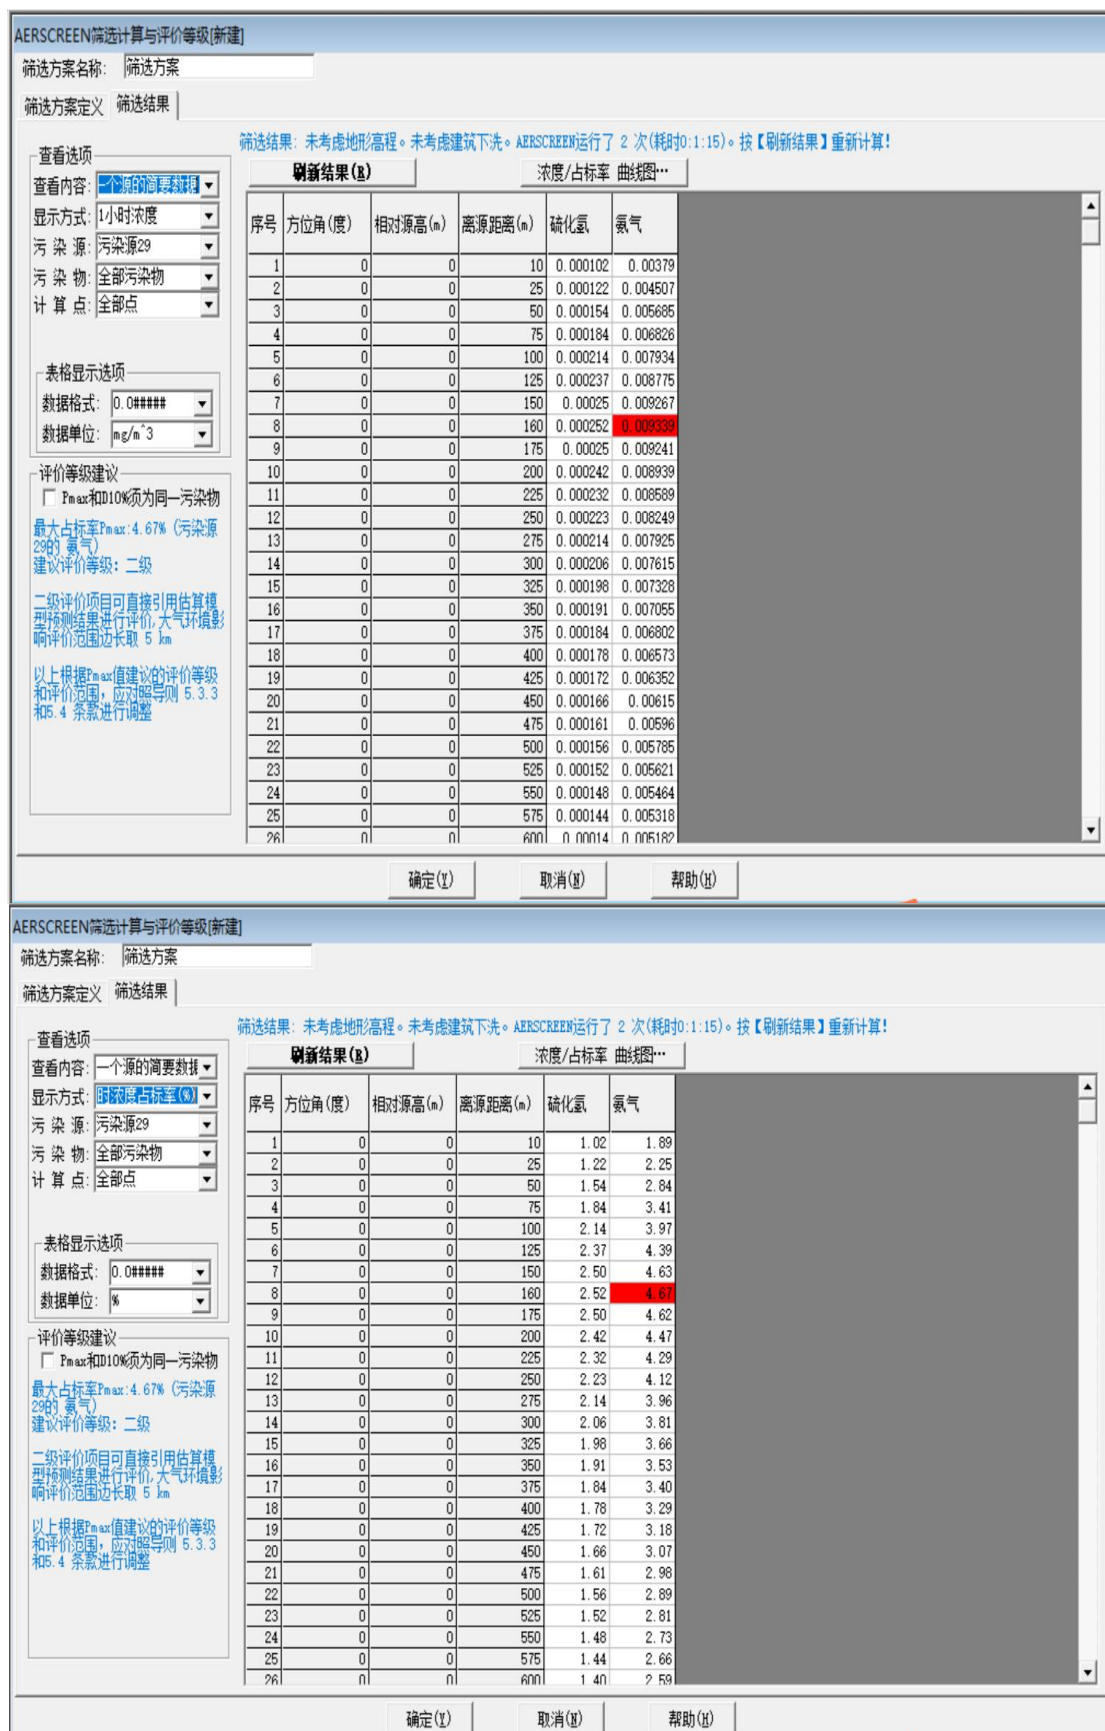 AERSCREEN筛选计算与评价等级[新建]
筛选方案名称: 筛选方案
筛选方案定义 筛选结果
筛选结果: 未考虑地形高程。未考虑建筑下洗。AERSCREEN运行了 2 次(耗时0:1:15)。按【刷新结果】重新计算!
查看选项
查看内容: 一个源的简要数据
显示方式: 1小时浓度
污 染 源: 污染源29
污 染 物: 全部污染物
计 算 点: 全部点
表格显示选项
数据格式: 0.0#####
数据单位: mg/m^3
评价等级建议
Pmax和D10%须为同一污染物
最大占标率Pmax:4.67% (污染源
29的 氨气)
建议评价等级: 二级
二级评价项目可直接引用估算模
型预测结果进行评价,大气环境影
响评价范围边长取 5 km
以上根据Pmax值建议的评价等级
和评价范围, 应对照导则 5.3.3
和5.4 条款进行调整
刷新结果(R) 浓度/占标率 曲线图…
序号 方位角(度) 相对源高(m) 离源距离(m) 硫化氢 氨气
1 0 0 10 0.000102 0.00379
2 0 0 25 0.000122 0.004507
3 0 0 50 0.000154 0.005685
4 0 0 75 0.000184 0.006826
5 0 0 100 0.000214 0.007934
6 0 0 125 0.000237 0.008775
7 0 0 150 0.00025 0.009267
8 0 0 160 0.000252 0.009339
9 0 0 175 0.00025 0.009241
10 0 0 200 0.000242 0.008939
11 0 0 225 0.000232 0.008589
12 0 0 250 0.000223 0.008249
13 0 0 275 0.000214 0.007925
14 0 0 300 0.000206 0.007615
15 0 0 325 0.000198 0.007328
16 0 0 350 0.000191 0.007055
17 0 0 375 0.000184 0.006802
18 0 0 400 0.000178 0.006573
19 0 0 425 0.000172 0.006352
20 0 0 450 0.000166 0.00615
21 0 0 475 0.000161 0.00596
22 0 0 500 0.000156 0.005785
23 0 0 525 0.000152 0.005621
24 0 0 550 0.000148 0.005464
25 0 0 575 0.000144 0.005318
26 0 0 600 0.00014 0.005182
确定(Y) 取消(N) 帮助(H)
AERSCREEN筛选计算与评价等级[新建]
筛选方案名称: 筛选方案
筛选方案定义 筛选结果
筛选结果: 未考虑地形高程。未考虑建筑下洗。AERSCREEN运行了 2 次(耗时0:1:15)。按【刷新结果】重新计算!
查看选项
查看内容: 一个源的简要数据
显示方式: 时浓度占标率(%)
污 染 源: 污染源29
污 染 物: 全部污染物
计 算 点: 全部点
表格显示选项
数据格式: 0.0#####
数据单位: %
评价等级建议
Pmax和D10%须为同一污染物
最大占标率Pmax:4.67% (污染源
29的 氨气)
建议评价等级: 二级
二级评价项目可直接引用估算模
型预测结果进行评价,大气环境影
响评价范围边长取 5 km
以上根据Pmax值建议的评价等级
和评价范围, 应对照导则 5.3.3
和5.4 条款进行调整
刷新结果(R) 浓度/占标率 曲线图…
序号 方位角(度) 相对源高(m) 离源距离(m) 硫化氢 氨气
1 0 0 10 1.02 1.89
2 0 0 25 1.22 2.25
3 0 0 50 1.54 2.84
4 0 0 75 1.84 3.41
5 0 0 100 2.14 3.97
6 0 0 125 2.37 4.39
7 0 0 150 2.50 4.63
8 0 0 160 2.52 4.67
9 0 0 175 2.50 4.62
10 0 0 200 2.42 4.47
11 0 0 225 2.32 4.29
12 0 0 250 2.23 4.12
13 0 0 275 2.14 3.96
14 0 0 300 2.06 3.81
15 0 0 325 1.98 3.66
16 0 0 350 1.91 3.53
17 0 0 375 1.84 3.40
18 0 0 400 1.78 3.29
19 0 0 425 1.72 3.18
20 0 0 450 1.66 3.07
21 0 0 475 1.61 2.98
22 0 0 500 1.56 2.89
23 0 0 525 1.52 2.81
24 0 0 550 1.48 2.73
25 0 0 575 1.44 2.66
26 0 0 600 1.40 2.59
确定(Y) 取消(N) 帮助(H)